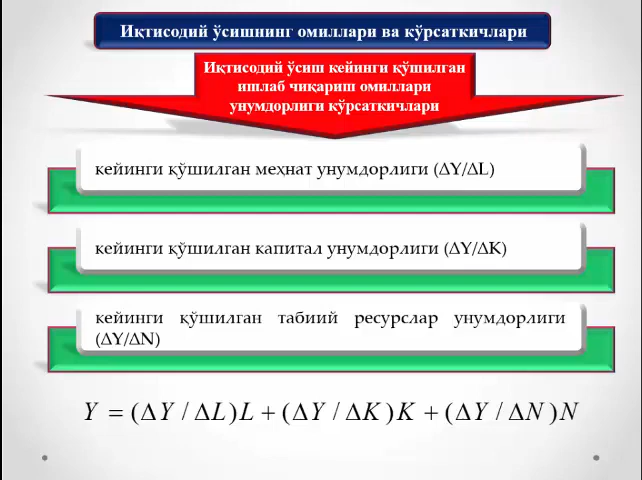 Иқтисодий ўсишнинг омиллари ва кўрсаткичлари
Иқтисодий ўсиш кейинги қўшилган
ишлаб чиқариш омиллари
унумдорлиги кўрсаткичлари
кейинги қўшилган меҳнат унумдорлиги (ΔY/ΔL)
кейинги қўшилган капитал унумдорлиги (ΔY/ΔK)
кейинги қўшилган табиий ресурслар унумдорлиги
(ΔY/ΔN)
Y = (ΔY / ΔL)L + (ΔY / ΔK)K + (ΔY / ΔN)N